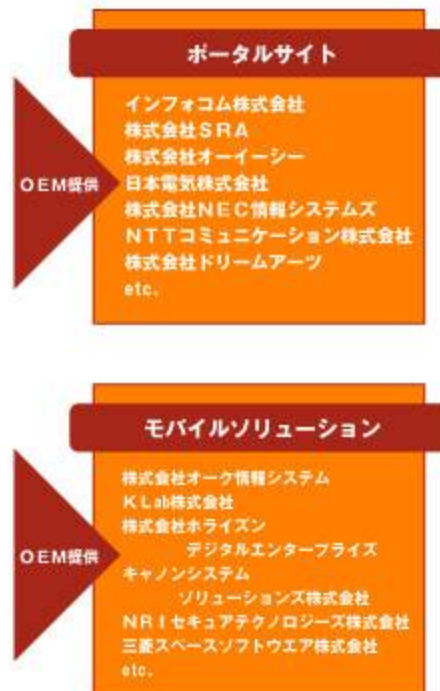 ポータルサイト
OEM提供
インフォコム株式会社
株式会社SRA
株式会社オーイーシー
日本電気株式会社
株式会社NEC情報システムズ
NTTコミュニケーション株式会社
株式会社ドリームアーツ
etc.
モバイルソリューション
OEM提供
株式会社オーク情報システム
KLab株式会社
株式会社ホライズン
デジタルエンタープライズ
キャノンシステム
ソリューションズ株式会社
NRIセキュアテクノロジーズ株式会社
三菱スペースソフトウエア株式会社
etc.